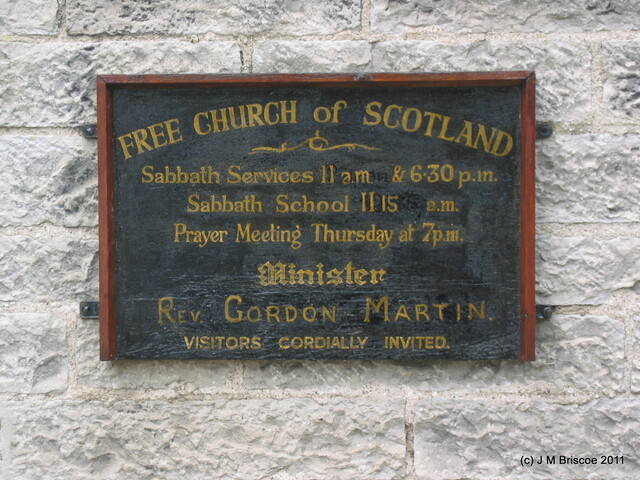 FREE CHURCH of SCOTLAND
Sabbath Services 11 a.m & 6·30 p.m.
Sabbath School 11 15 a.m.
Prayer Meeting Thursday at 7p.m.
Minister
REV. GORDON MARTIN.
VISITORS CORDIALLY INVITED.
(c) J M Briscoe 2011